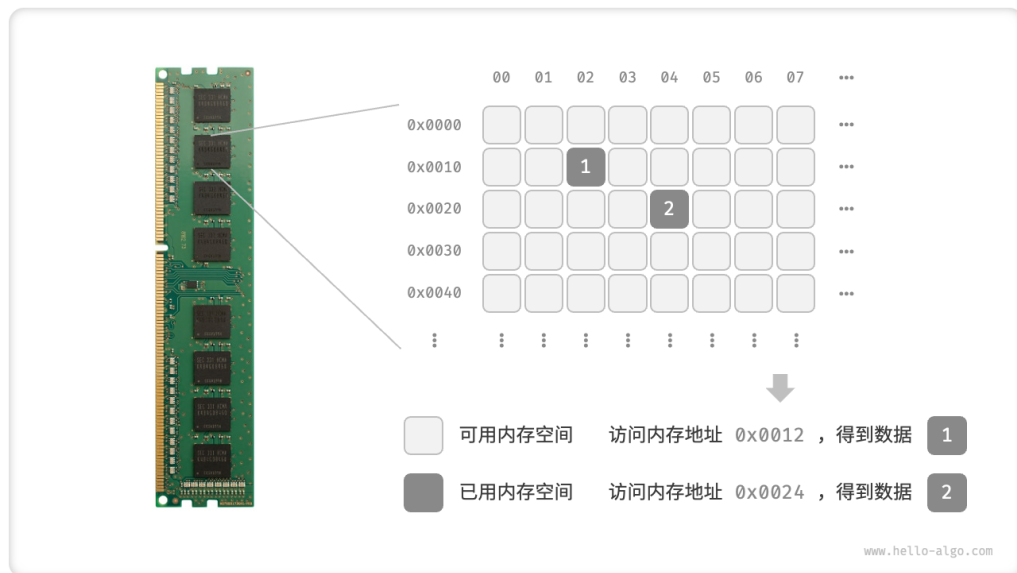 00 01 02 03 04 05 06 07 •••
0x0000 •••
0x0010 1 •••
0x0020 2 •••
0x0030 •••
0x0040 •••
可用内存空间 访问内存地址 0x0012 ，得到数据 1
已用内存空间 访问内存地址 0x0024 ，得到数据 2
www.hello-algo.com